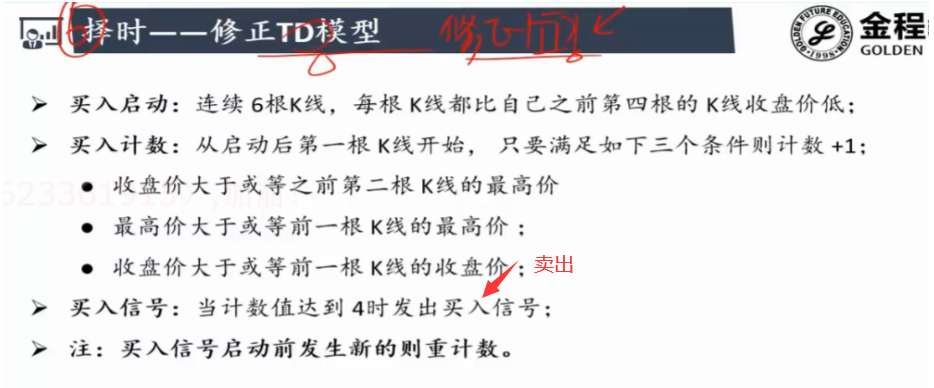 择时——修正TD模型
金程
GOLDEN FUTURE EDUCATION
1998
GOLDEN
买入启动：连续 6根K线，每根 K线都比自己之前第四根的 K线收盘价低；
买入计数：从启动后第一根 K线开始， 只要满足如下三个条件则计数 +1；
收盘价大于或等之前第二根 K线的最高价
最高价大于或等前一根 K线的最高价；
收盘价大于或等前一根 K线的收盘价；
卖出
买入信号：当计数值达到 4时发出买入信号；
注：买入信号启动前发生新的则重计数。